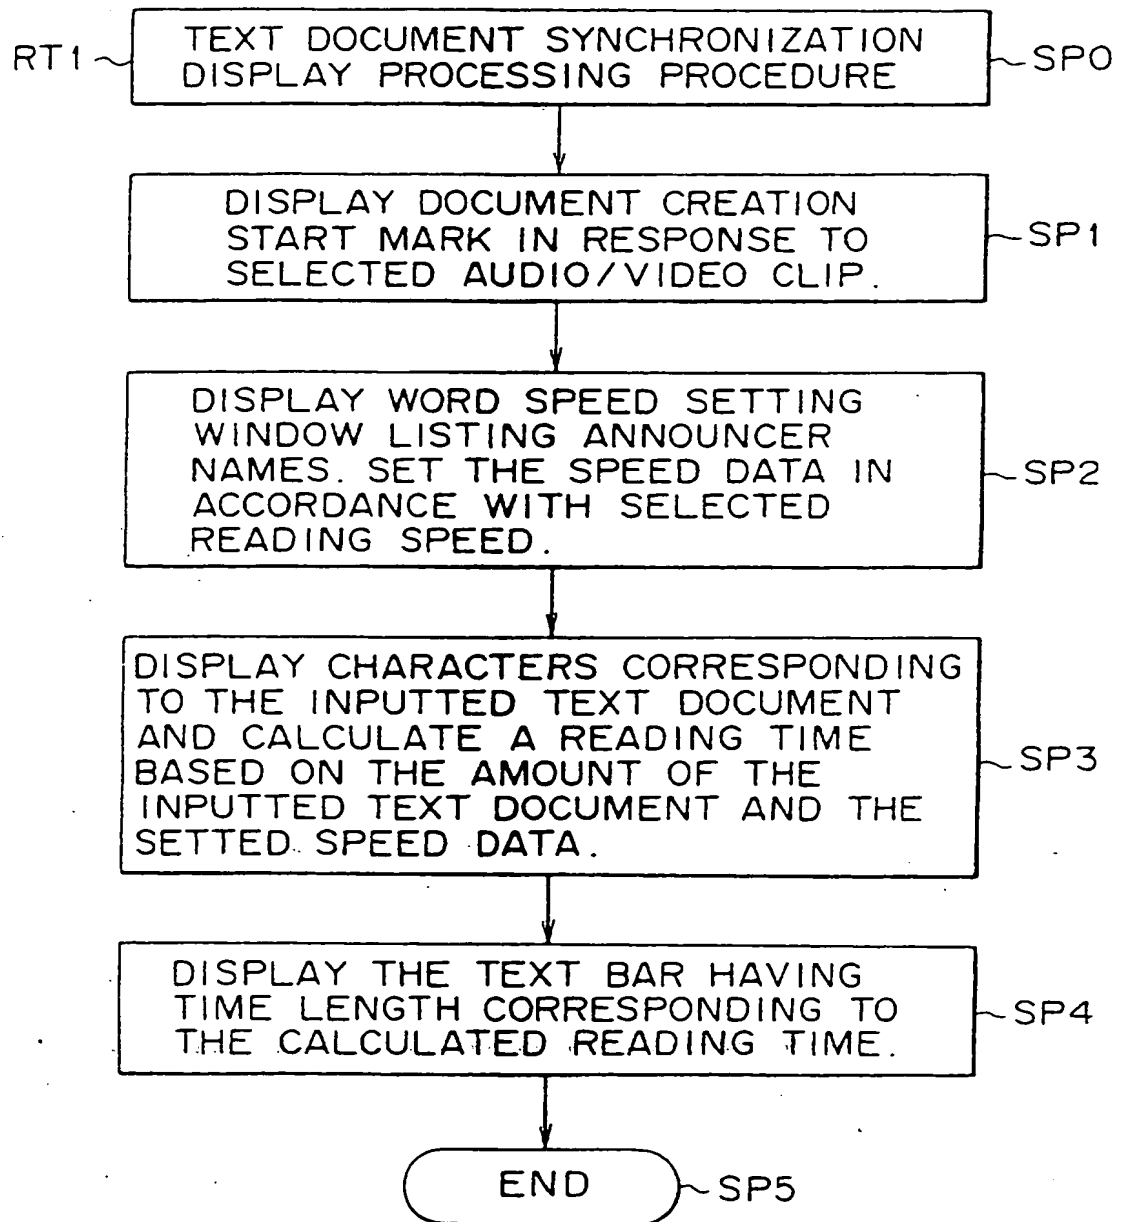 RT1
TEXT DOCUMENT SYNCHRONIZATION
DISPLAY PROCESSING PROCEDURE
SP0
DISPLAY DOCUMENT CREATION
START MARK IN RESPONSE TO
SELECTED AUDIO/VIDEO CLIP.
SP1
DISPLAY WORD SPEED SETTING
WINDOW LISTING ANNOUNCER
NAMES. SET THE SPEED DATA IN
ACCORDANCE WITH SELECTED
READING SPEED.
SP2
DISPLAY CHARACTERS CORRESPONDING
TO THE INPUTTED TEXT DOCUMENT
AND CALCULATE A READING TIME
BASED ON THE AMOUNT OF THE
INPUTTED TEXT DOCUMENT AND THE
SETTED SPEED DATA.
SP3
DISPLAY THE TEXT BAR HAVING
TIME LENGTH CORRESPONDING TO
THE CALCULATED READING TIME.
SP4
END
SP5